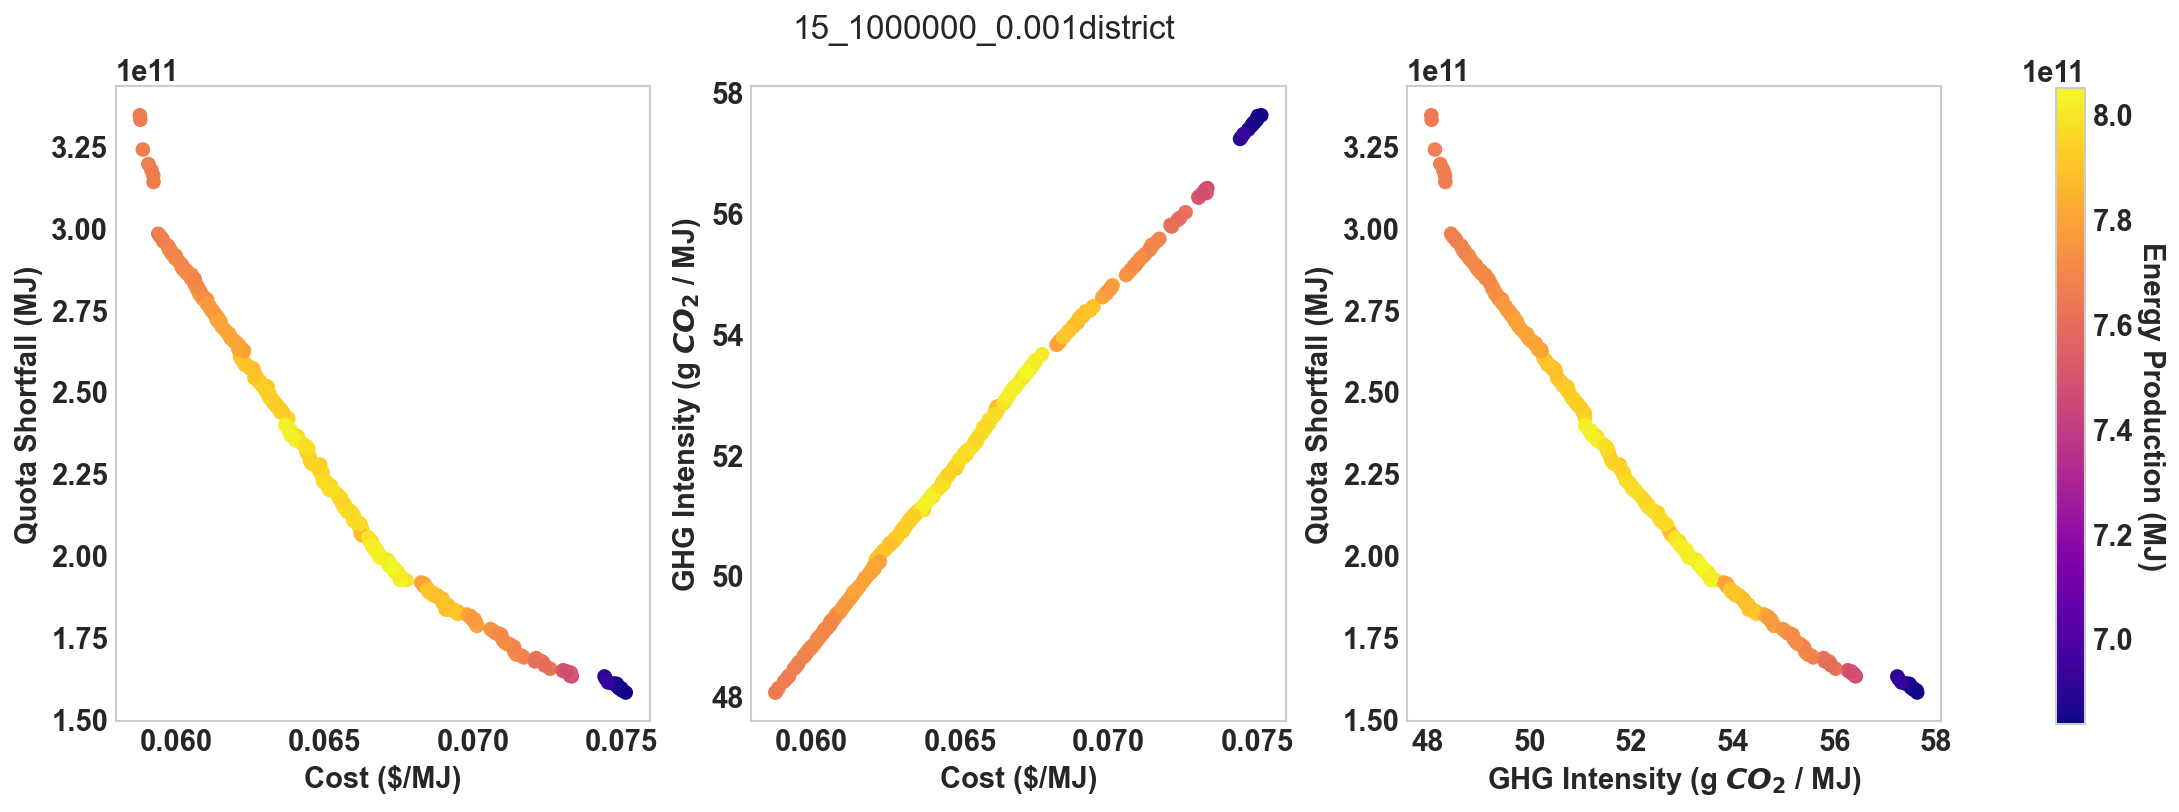 15_1000000_0.001district
1e11
3.25
3.00
2.75
2.50
2.25
2.00
1.75
1.50
Quota Shortfall (MJ)
0.060 0.065 0.070 0.075
Cost ($/MJ)
58
56
54
52
50
48
GHG Intensity (g CO₂ / MJ)
0.060 0.065 0.070 0.075
Cost ($/MJ)
1e11
3.25
3.00
2.75
2.50
2.25
2.00
1.75
1.50
Quota Shortfall (MJ)
48 50 52 54 56 58
GHG Intensity (g CO₂ / MJ)
1e11
8.0
7.8
7.6
7.4
7.2
7.0
Energy Production (MJ)